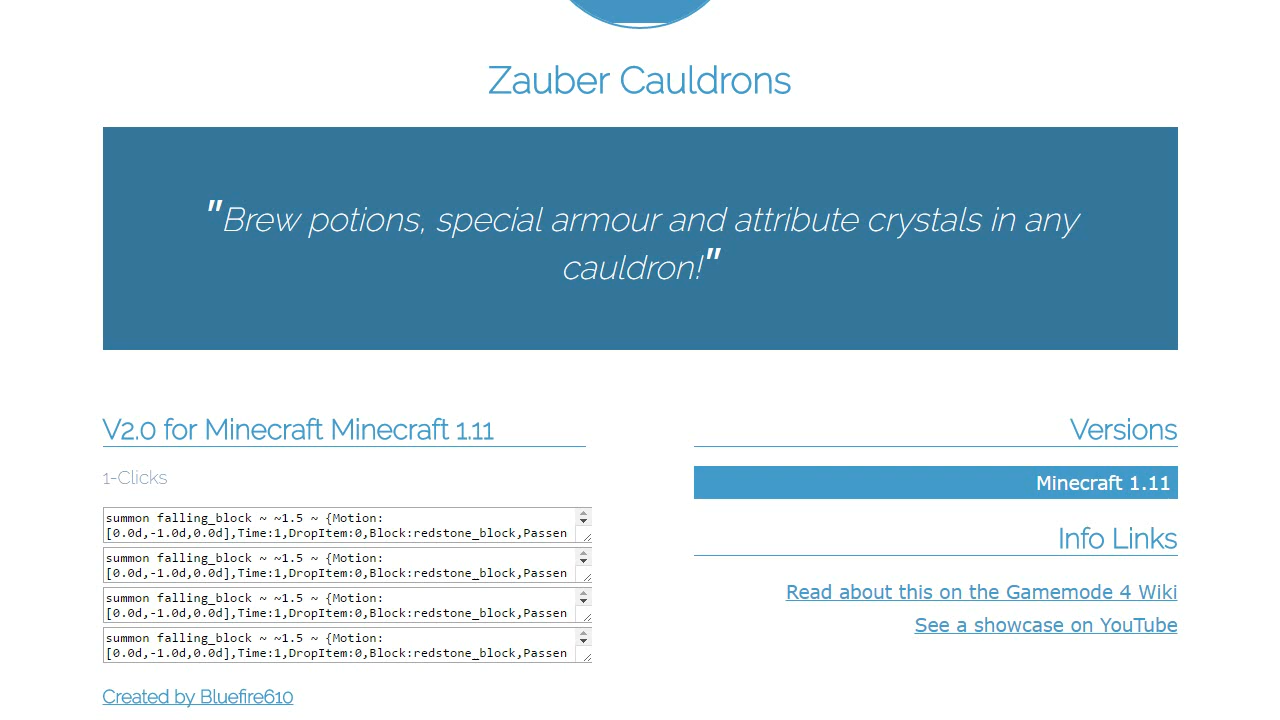 Zauber Cauldrons
"Brew potions, special armour and attribute crystals in any
cauldron!"
V2.0 for Minecraft Minecraft 1.11
1-Clicks
summon falling_block ~ ~1.5 ~ {Motion:
[0.0d,-1.0d,0.0d],Time:1,DropItem:0,Block:redstone_block,Passen
summon falling_block ~ ~1.5 ~ {Motion:
[0.0d,-1.0d,0.0d],Time:1,DropItem:0,Block:redstone_block,Passen
summon falling_block ~ ~1.5 ~ {Motion:
[0.0d,-1.0d,0.0d],Time:1,DropItem:0,Block:redstone_block,Passen
summon falling_block ~ ~1.5 ~ {Motion:
[0.0d,-1.0d,0.0d],Time:1,DropItem:0,Block:redstone_block,Passen
Created by Bluefire610
Versions
Minecraft 1.11
Info Links
Read about this on the Gamemode 4 Wiki
See a showcase on YouTube